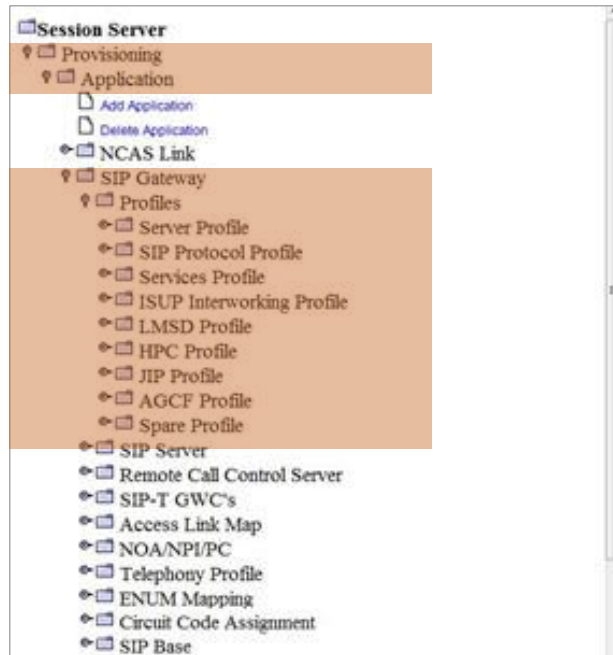 Session Server
Provisioning
Application
Add Application
Delete Application
NCAS Link
SIP Gateway
Profiles
Server Profile
SIP Protocol Profile
Services Profile
ISUP Interworking Profile
LMSD Profile
HPC Profile
JIP Profile
AGCF Profile
Spare Profile
SIP Server
Remote Call Control Server
SIP-T GWC's
Access Link Map
NOA/NPI/PC
Telephony Profile
ENUM Mapping
Circuit Code Assignment
SIP Base